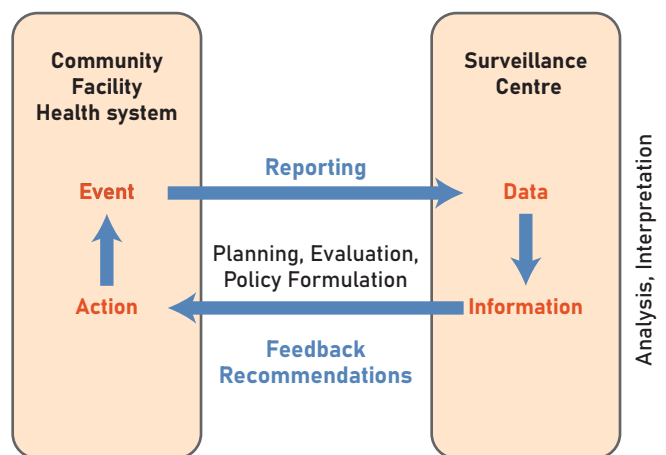 Community
Facility
Health system
Surveillance
Centre
Reporting
Event
Data
Planning, Evaluation,
Policy Formulation
Action
Information
Feedback
Recommendations
Analysis, Interpretation